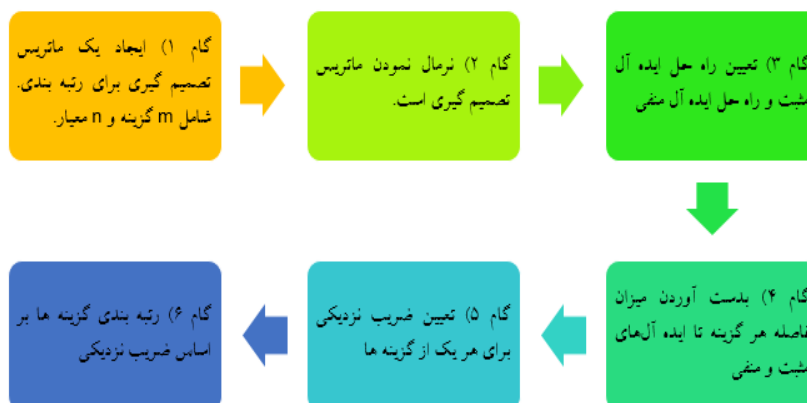 گام ۱) ایجاد یک ماتریس
تصمیم گیری برای رتبه بندی.
شامل m گزینه و n معیار.
گام ۲) نرمال نمودن ماتریس
تصمیم گیری است.
گام ۳) تعیین راه حل ایده آل
مثبت و راه حل ایده آل منفی
گام ۴) بدست آوردن میزان
فاصله هر گزینه تا ایده آل‌های
مثبت و منفی
گام ۵) تعیین ضریب نزدیکی
برای هر یک از گزینه ها
گام ۶) رتبه بندی گزینه ها بر
اساس ضریب نزدیکی